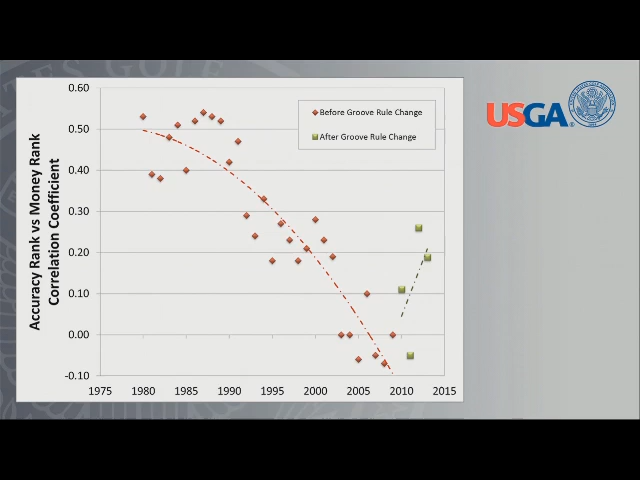 0.60
0.50
0.40
0.30
0.20
0.10
0.00
-0.10
1975 1980 1985 1990 1995 2000 2005 2010 2015
Accuracy Rank vs Money Rank
Correlation Coefficient
Before Groove Rule Change
After Groove Rule Change
USGA®